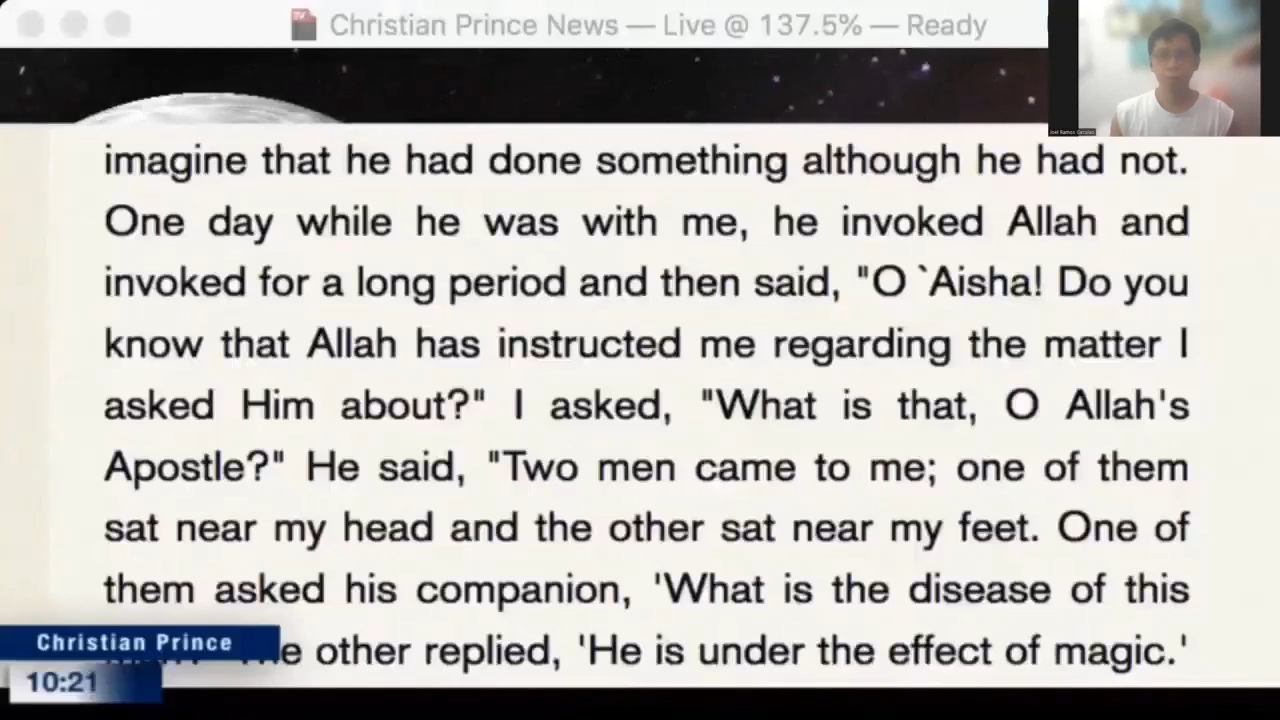 Christian Prince News — Live @ 137.5% — Ready
imagine that he had done something although he had not.
One day while he was with me, he invoked Allah and
invoked for a long period and then said, "O `Aisha! Do you
know that Allah has instructed me regarding the matter I
asked Him about?" I asked, "What is that, O Allah's
Apostle?" He said, "Two men came to me; one of them
sat near my head and the other sat near my feet. One of
them asked his companion, 'What is the disease of this
other replied, 'He is under the effect of magic.'
Christian Prince
10:21